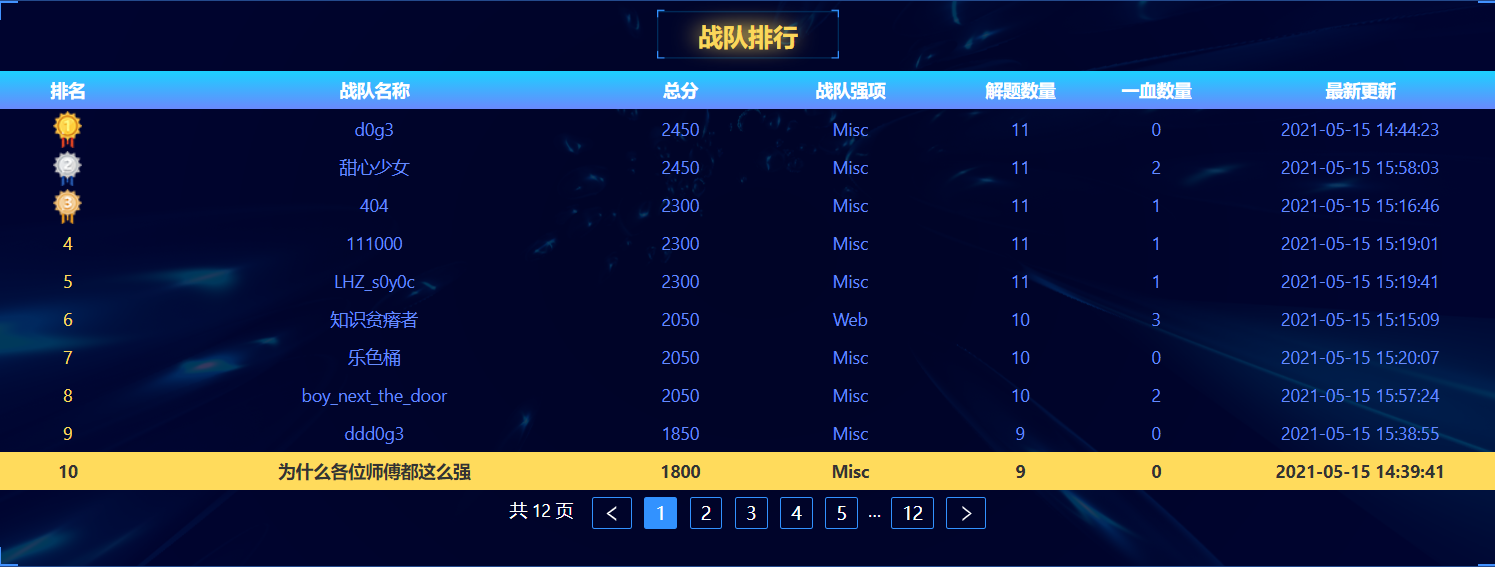 战队排行
排名 战队名称 总分 战队强项 解题数量 一血数量 最新更新
1 d0g3 2450 Misc 11 0 2021-05-15 14:44:23
2 甜心少女 2450 Misc 11 2 2021-05-15 15:58:03
3 404 2300 Misc 11 1 2021-05-15 15:16:46
4 111000 2300 Misc 11 1 2021-05-15 15:19:01
5 LHZ_s0y0c 2300 Misc 11 1 2021-05-15 15:19:41
6 知识贫瘠者 2050 Web 10 3 2021-05-15 15:15:09
7 乐色桶 2050 Misc 10 0 2021-05-15 15:20:07
8 boy_next_the_door 2050 Misc 10 2 2021-05-15 15:57:24
9 ddd0g3 1850 Misc 9 0 2021-05-15 15:38:55
10 为什么各位师傅都这么强 1800 Misc 9 0 2021-05-15 14:39:41
共 12 页 < 1 2 3 4 5 ... 12 >